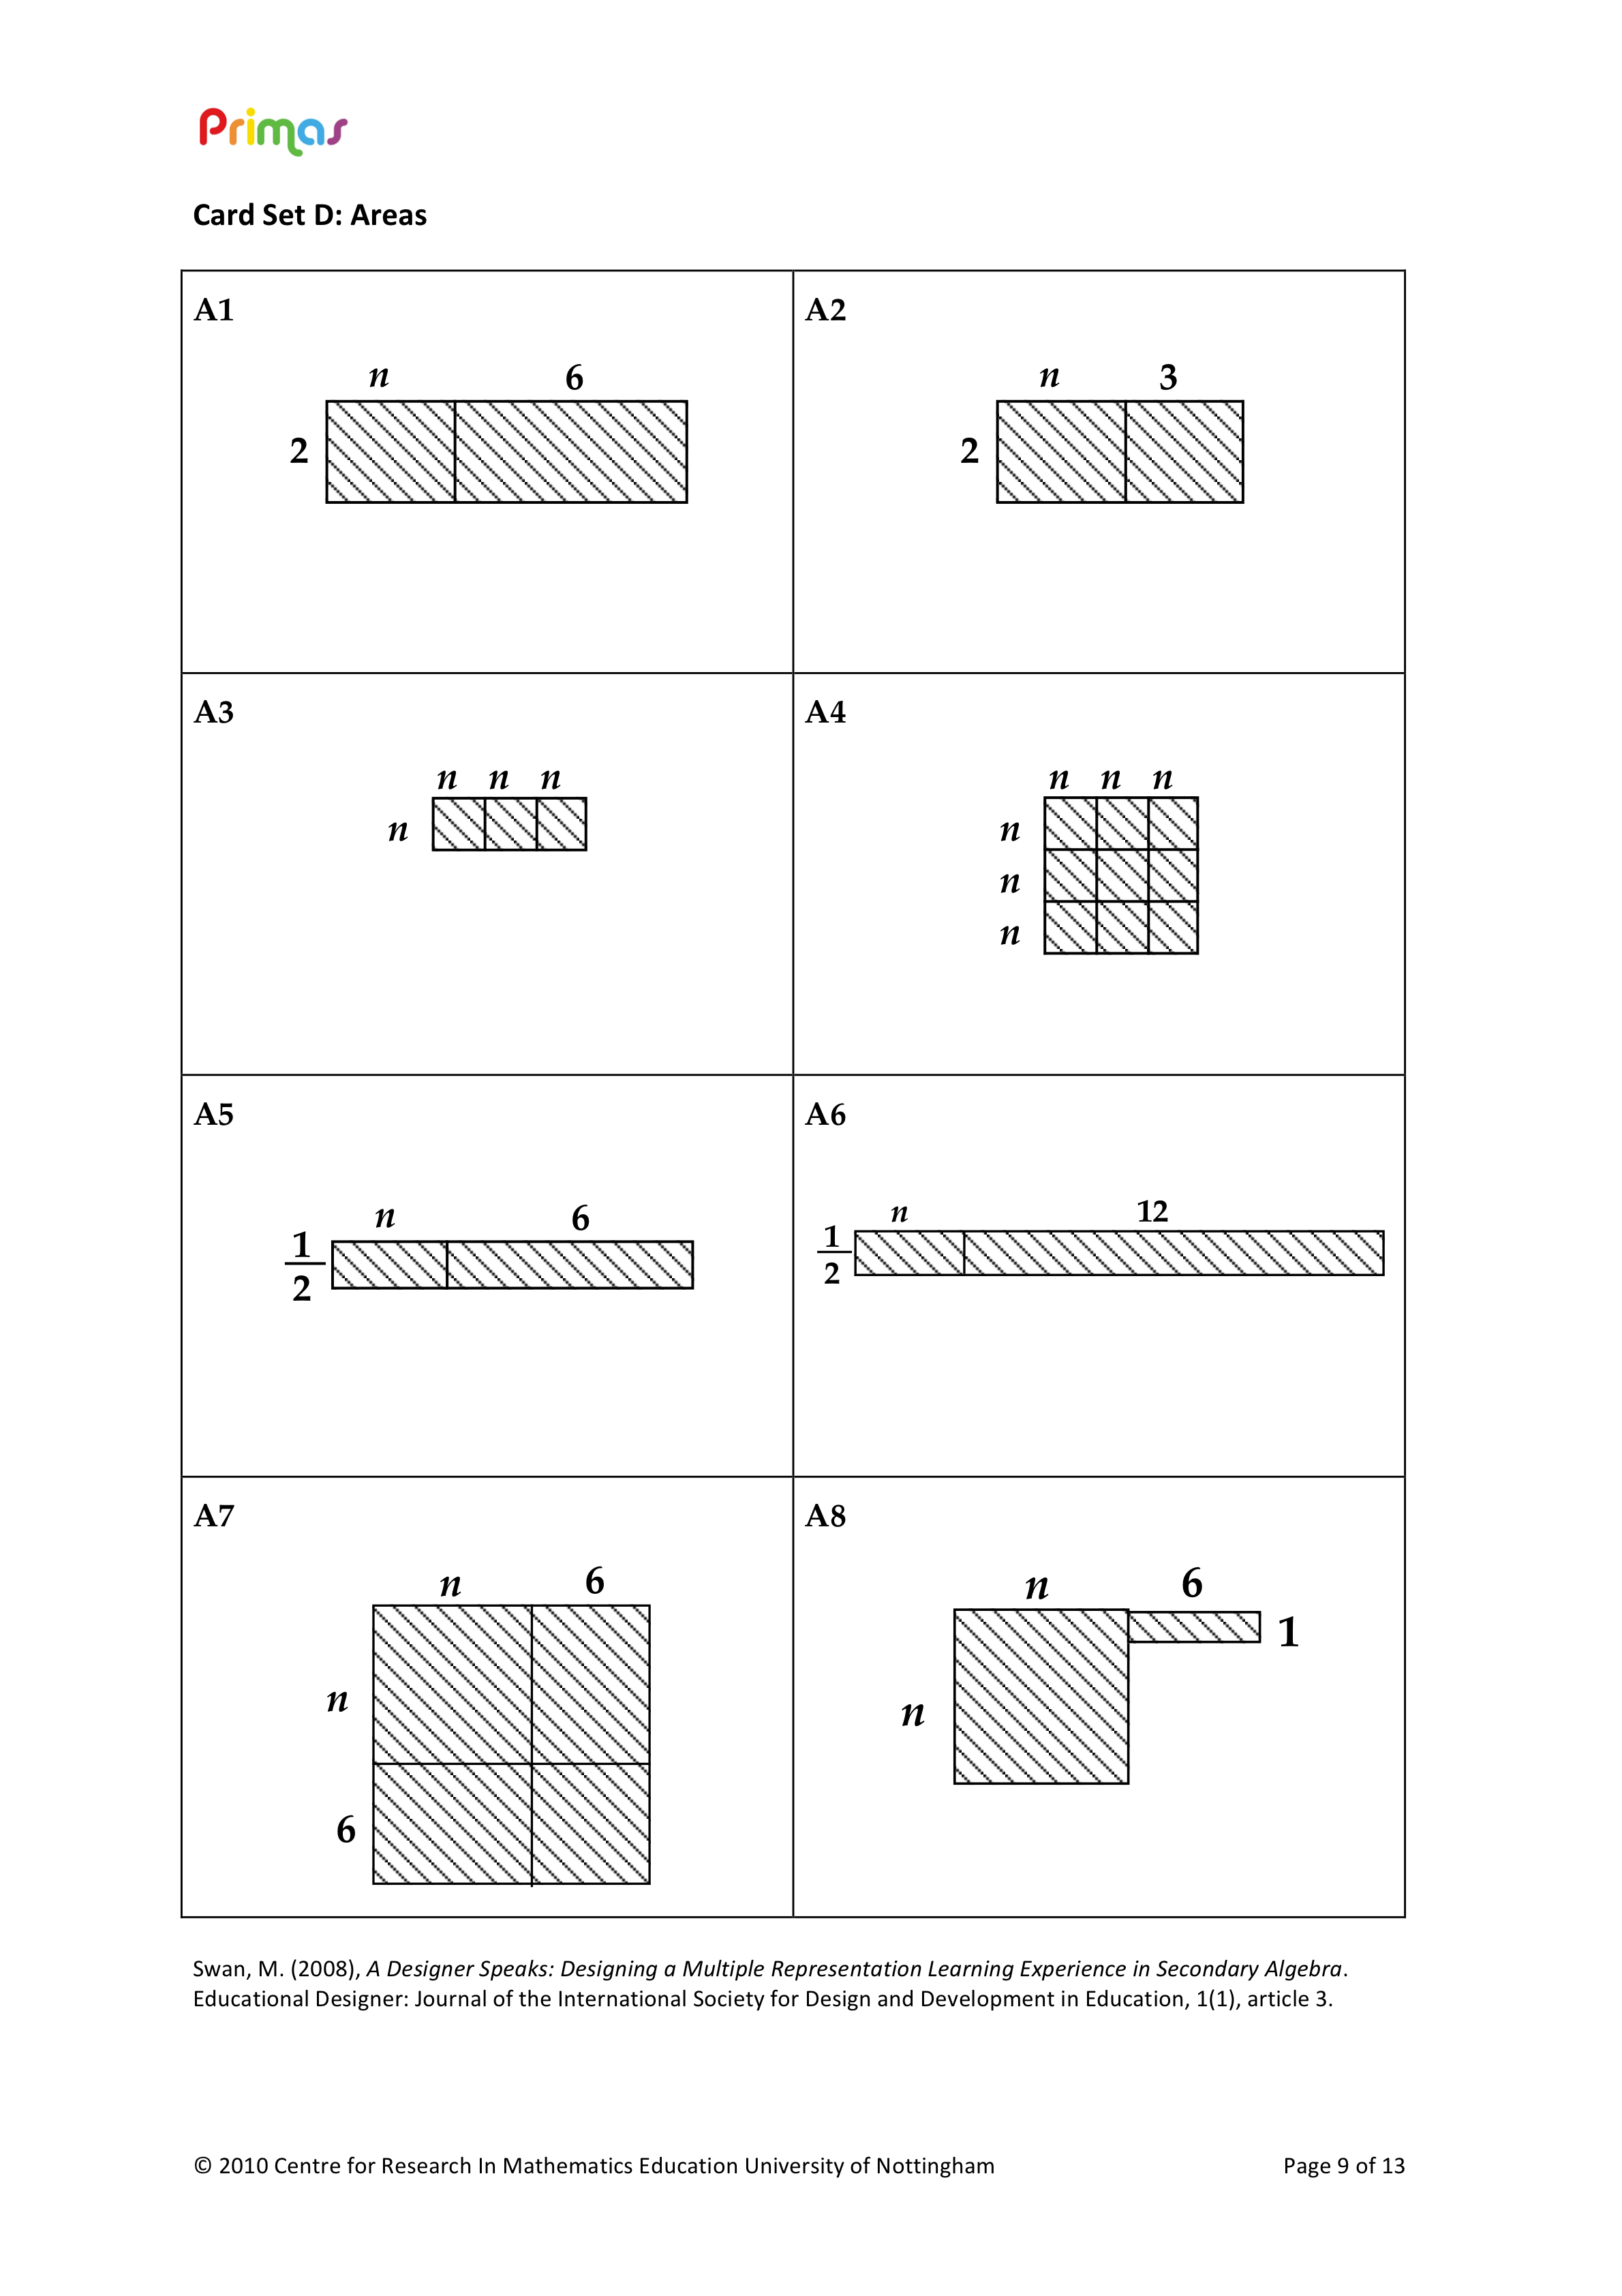 Primas
Card Set D: Areas
A1
n 6
2
A2
n 3
2
A3
n n n
n
A4
n n n
n
n
n
A5
n 6
1
2
A6
n 12
1
2
A7
n 6
n
6
A8
n 6
1
n
Swan, M. (2008), A Designer Speaks: Designing a Multiple Representation Learning Experience in Secondary Algebra.
Educational Designer: Journal of the International Society for Design and Development in Education, 1(1), article 3.
© 2010 Centre for Research In Mathematics Education University of Nottingham Page 9 of 13